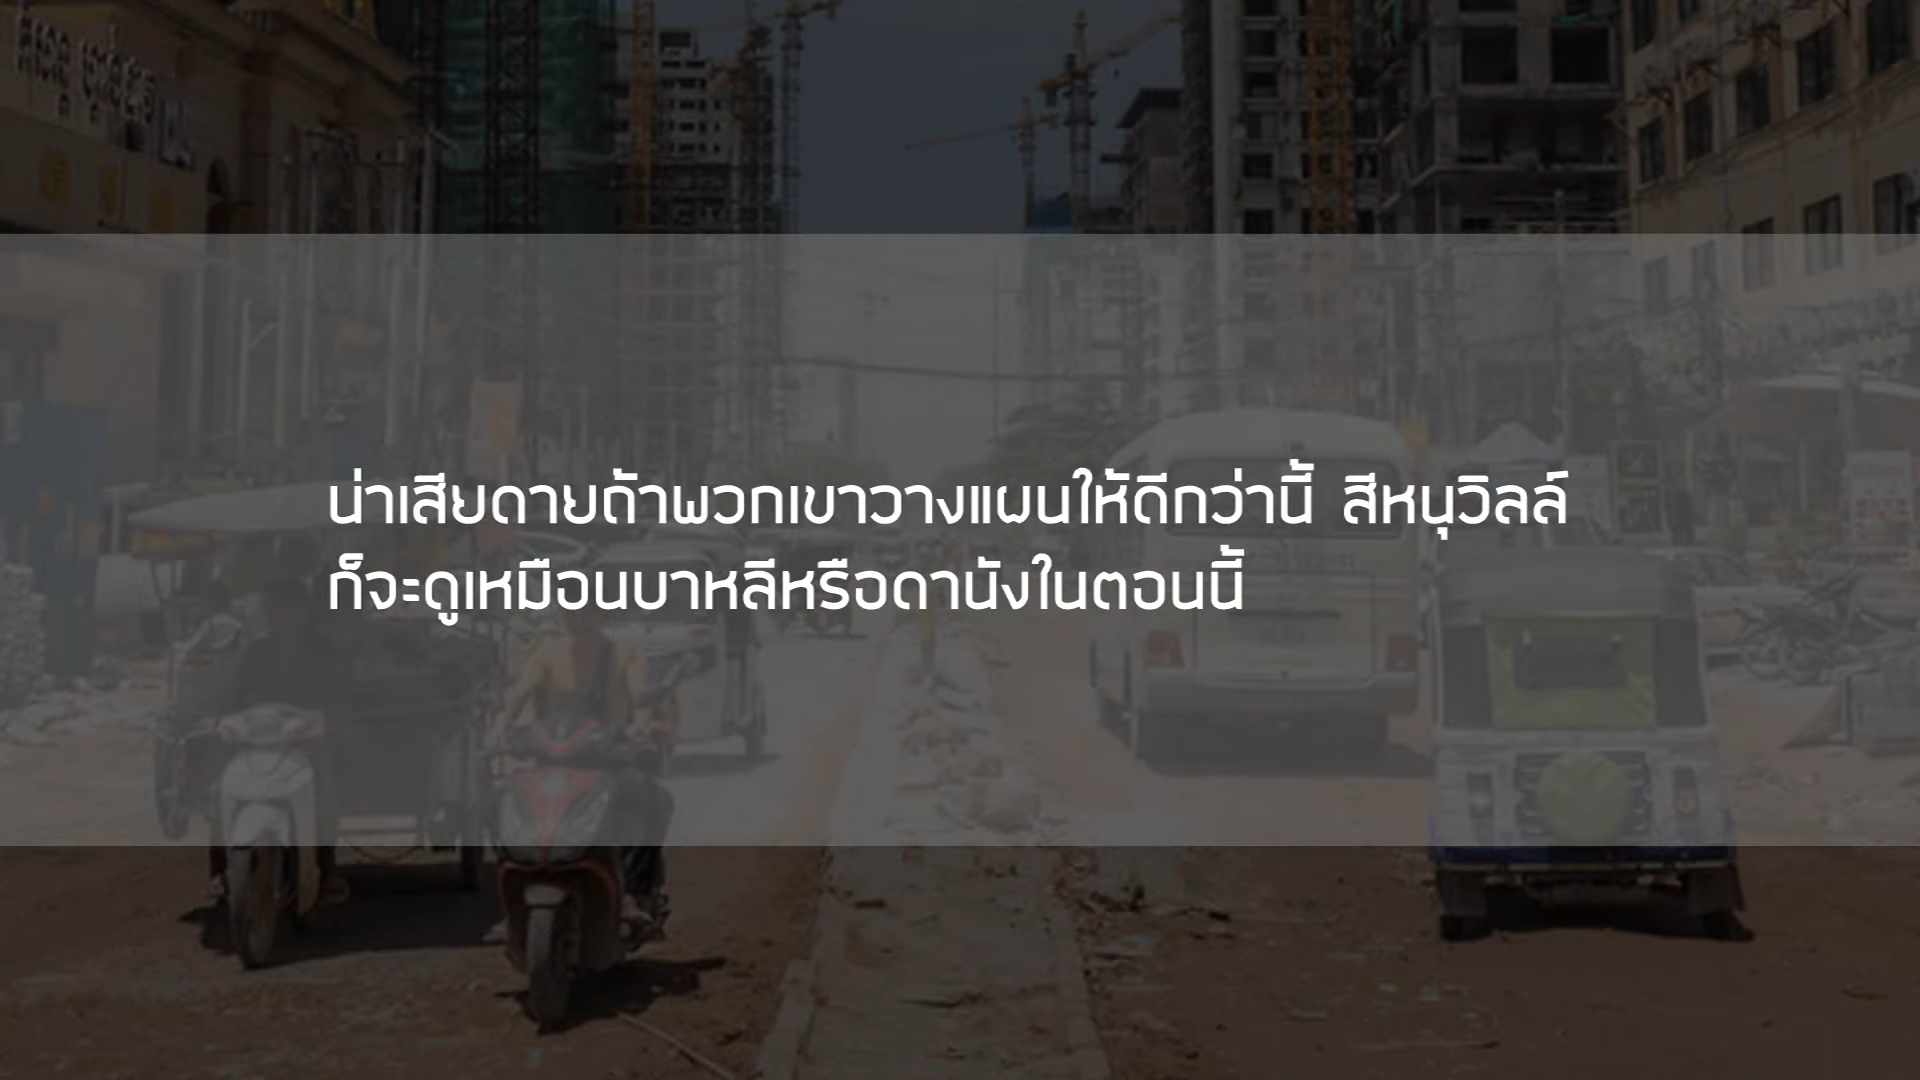 น่าเสียดายถ้าพวกเขาวางแผนให้ดีกว่านี้ สีหนุวิลล์
ก็จะดูเหมือนบาหลีหรือดานังในตอนนี้